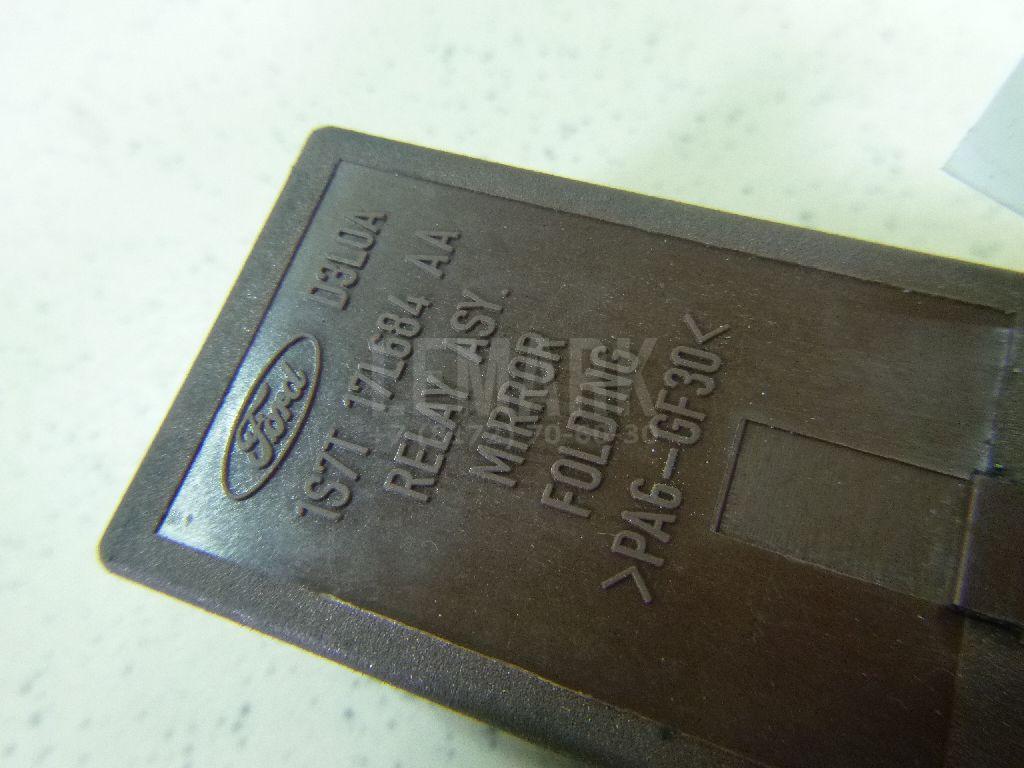 Ford D3L0A
1S7T 17L684 AA
RELAY ASY.
MIRROR
FOLDING
>PA6-GF30<